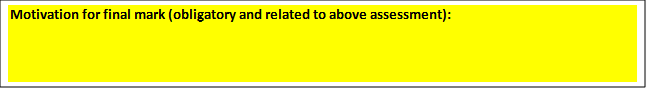 Motivation for final mark (obligatory and related to above assessment):